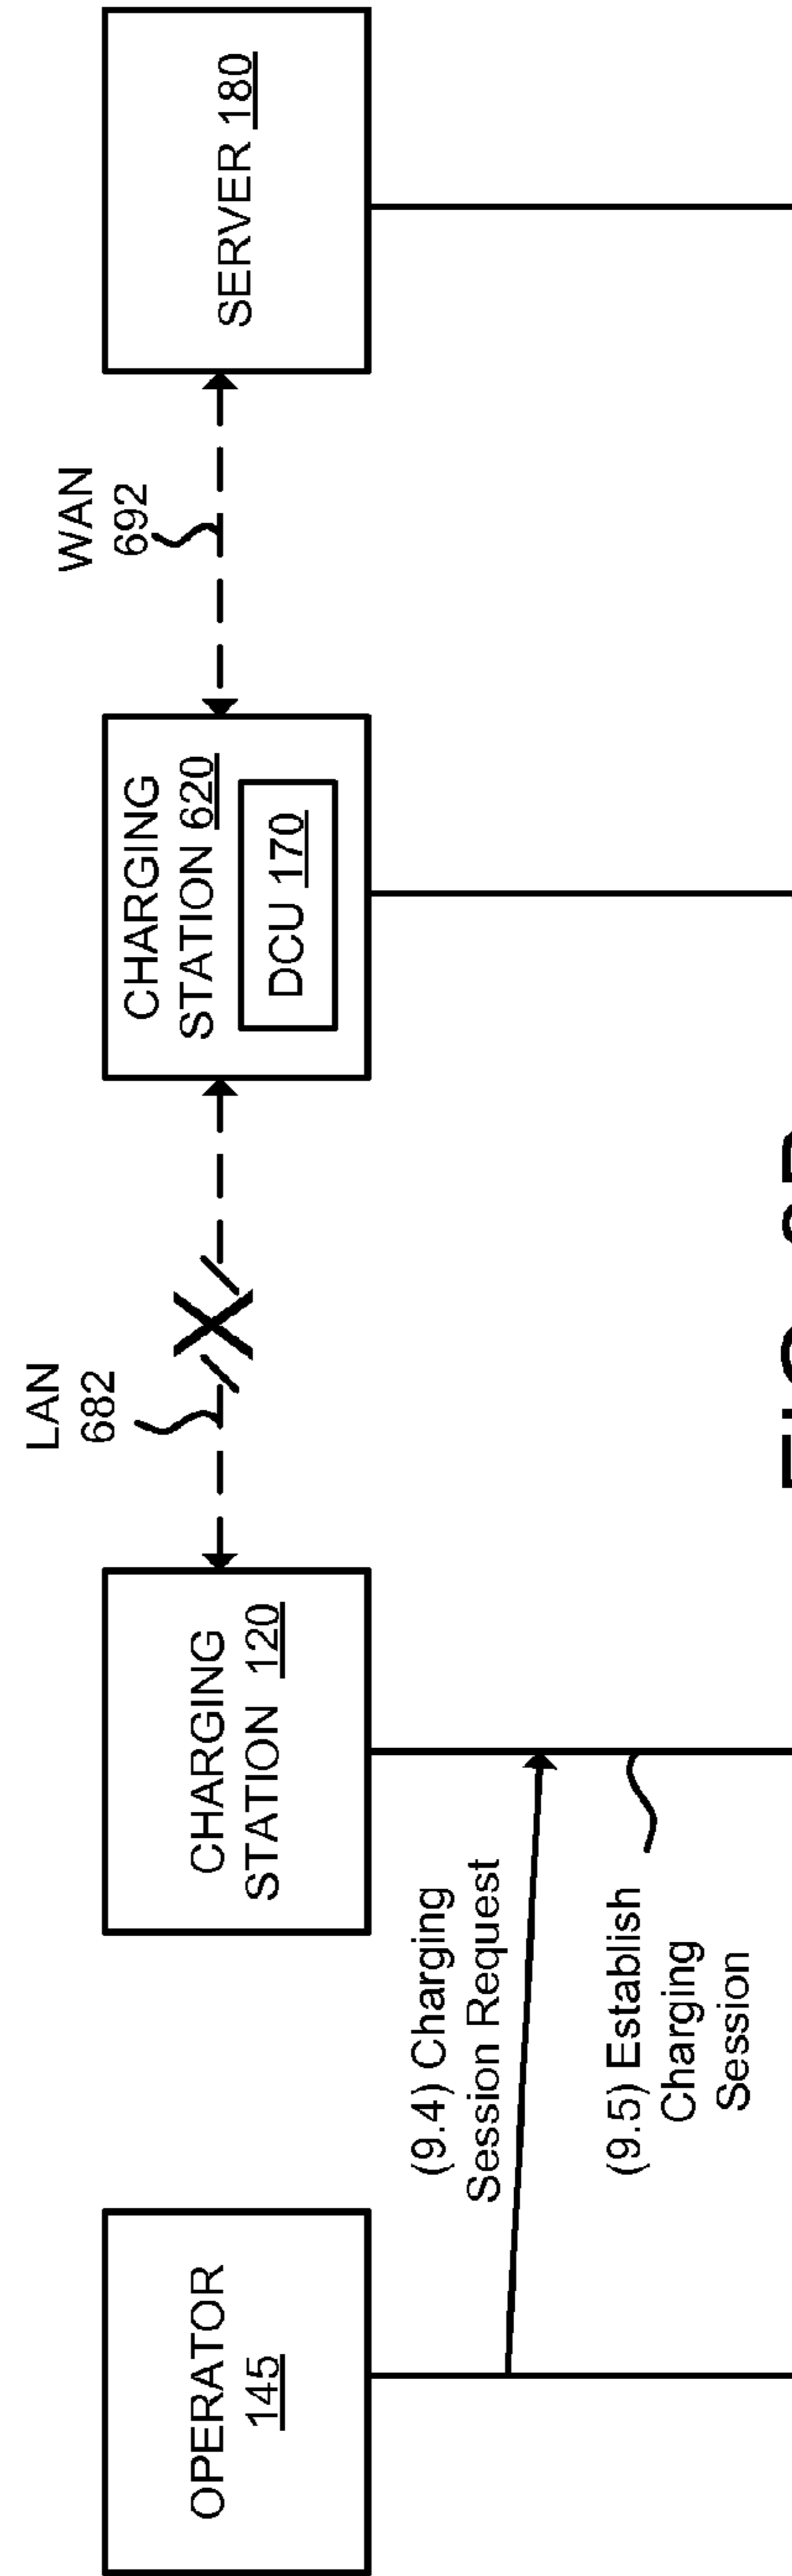 LAN
682
WAN
692
OPERATOR
145
CHARGING
STATION 120
CHARGING
STATION 620
DCU 170
SERVER 180
(9.4) Charging
Session Request
(9.5) Establish
Charging
Session